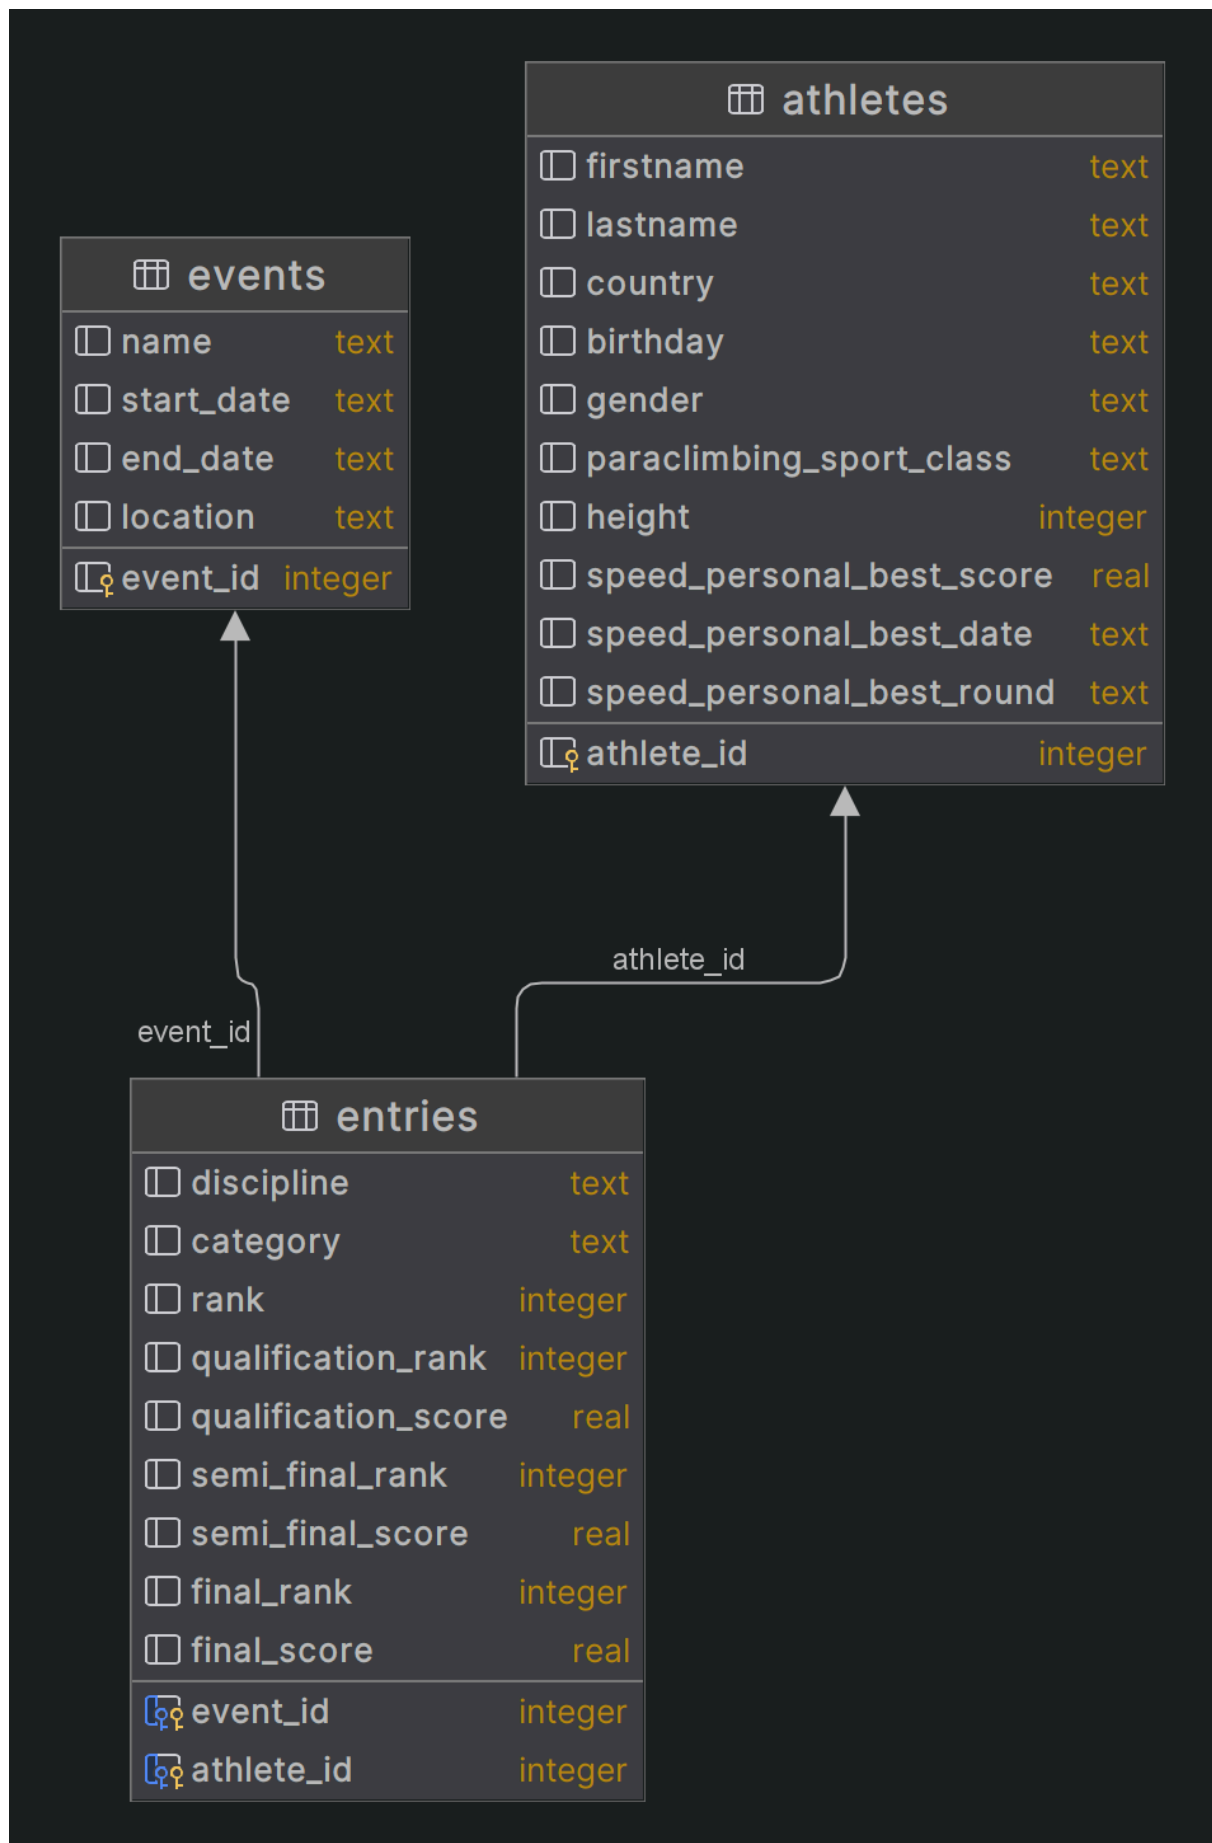 events
name text
start_date text
end_date text
location text
event_id integer
athletes
firstname text
lastname text
country text
birthday text
gender text
paraclimbing_sport_class text
height integer
speed_personal_best_score real
speed_personal_best_date text
speed_personal_best_round text
athlete_id integer
athlete_id
event_id
entries
discipline text
category text
rank integer
qualification_rank integer
qualification_score real
semi_final_rank integer
semi_final_score real
final_rank integer
final_score real
event_id integer
athlete_id integer